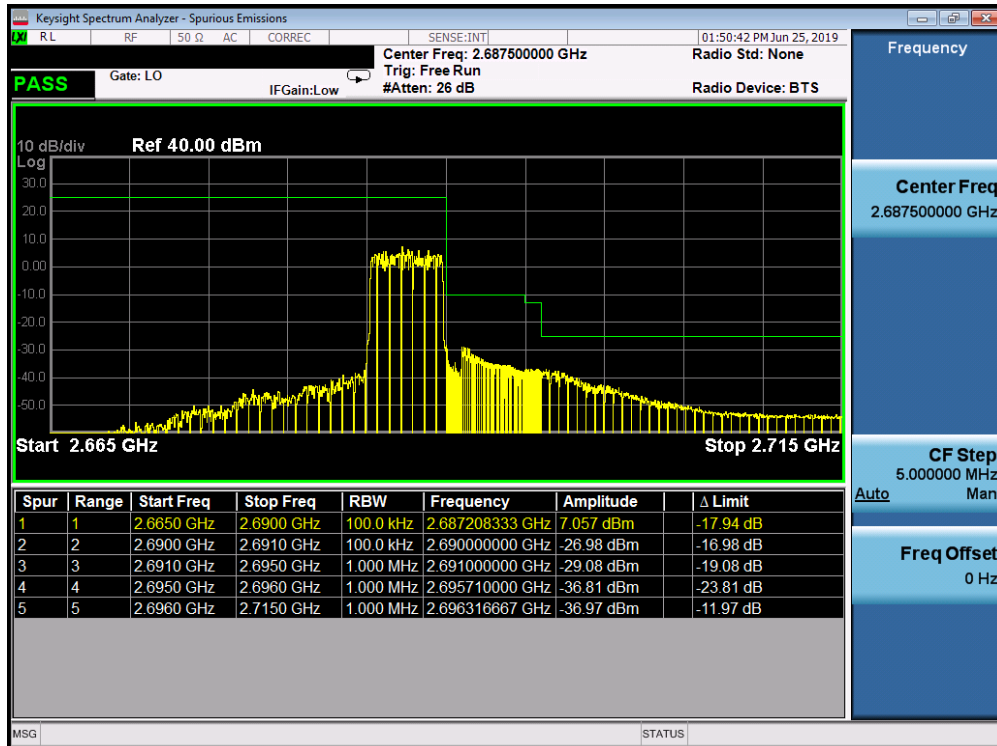 Keysight Spectrum Analyzer - Spurious Emissions
LXI RL RF 50 Ω AC CORREC SENSE:INT 01:50:42 PM Jun 25, 2019
Center Freq: 2.687500000 GHz Radio Std: None
PASS Gate: LO Trig: Free Run
IFGain:Low #Atten: 26 dB Radio Device: BTS
10 dB/div Ref 40.00 dBm
Log
30.0
20.0
10.0
0.00
-10.0
-20.0
-30.0
-40.0
-50.0
Start 2.665 GHz Stop 2.715 GHz
Spur Range Start Freq Stop Freq RBW Frequency Amplitude Δ Limit
1 1 2.6650 GHz 2.6900 GHz 100.0 kHz 2.687208333 GHz 7.057 dBm -17.94 dB
2 2 2.6900 GHz 2.6910 GHz 100.0 kHz 2.690000000 GHz -26.98 dBm -16.98 dB
3 3 2.6910 GHz 2.6950 GHz 1.000 MHz 2.691000000 GHz -29.08 dBm -19.08 dB
4 4 2.6950 GHz 2.6960 GHz 1.000 MHz 2.695710000 GHz -36.81 dBm -23.81 dB
5 5 2.6960 GHz 2.7150 GHz 1.000 MHz 2.696316667 GHz -36.97 dBm -11.97 dB
MSG STATUS
Frequency
Center Freq
2.687500000 GHz
CF Step
5.000000 MHz
Auto Man
Freq Offset
0 Hz